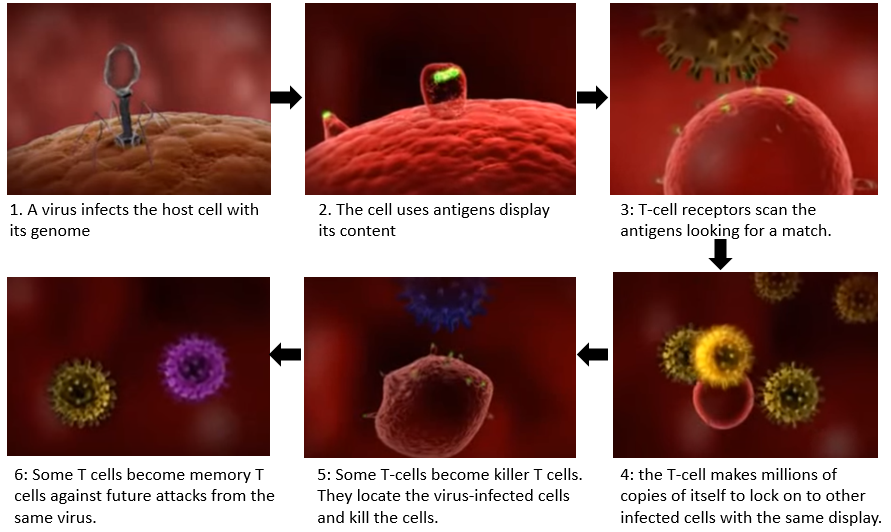 1. A virus infects the host cell with
its genome
2. The cell uses antigens display
its content
3: T-cell receptors scan the
antigens looking for a match.
4: the T-cell makes millions of
copies of itself to lock on to other
infected cells with the same display.
5: Some T-cells become killer T cells.
They locate the virus-infected cells
and kill the cells.
6: Some T cells become memory T
cells against future attacks from the
same virus.